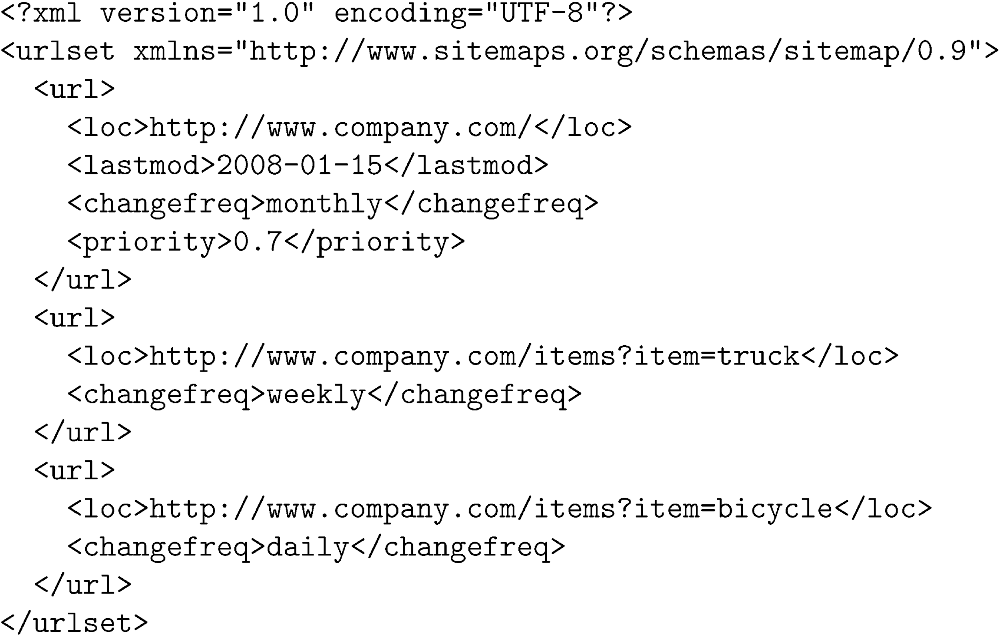 <?xml version="1.0" encoding="UTF-8"?>
<urlset xmlns="http://www.sitemaps.org/schemas/sitemap/0.9">
  <url>
    <loc>http://www.company.com/</loc>
    <lastmod>2008-01-15</lastmod>
    <changefreq>monthly</changefreq>
    <priority>0.7</priority>
  </url>
  <url>
    <loc>http://www.company.com/items?item=truck</loc>
    <changefreq>weekly</changefreq>
  </url>
  <url>
    <loc>http://www.company.com/items?item=bicycle</loc>
    <changefreq>daily</changefreq>
  </url>
</urlset>